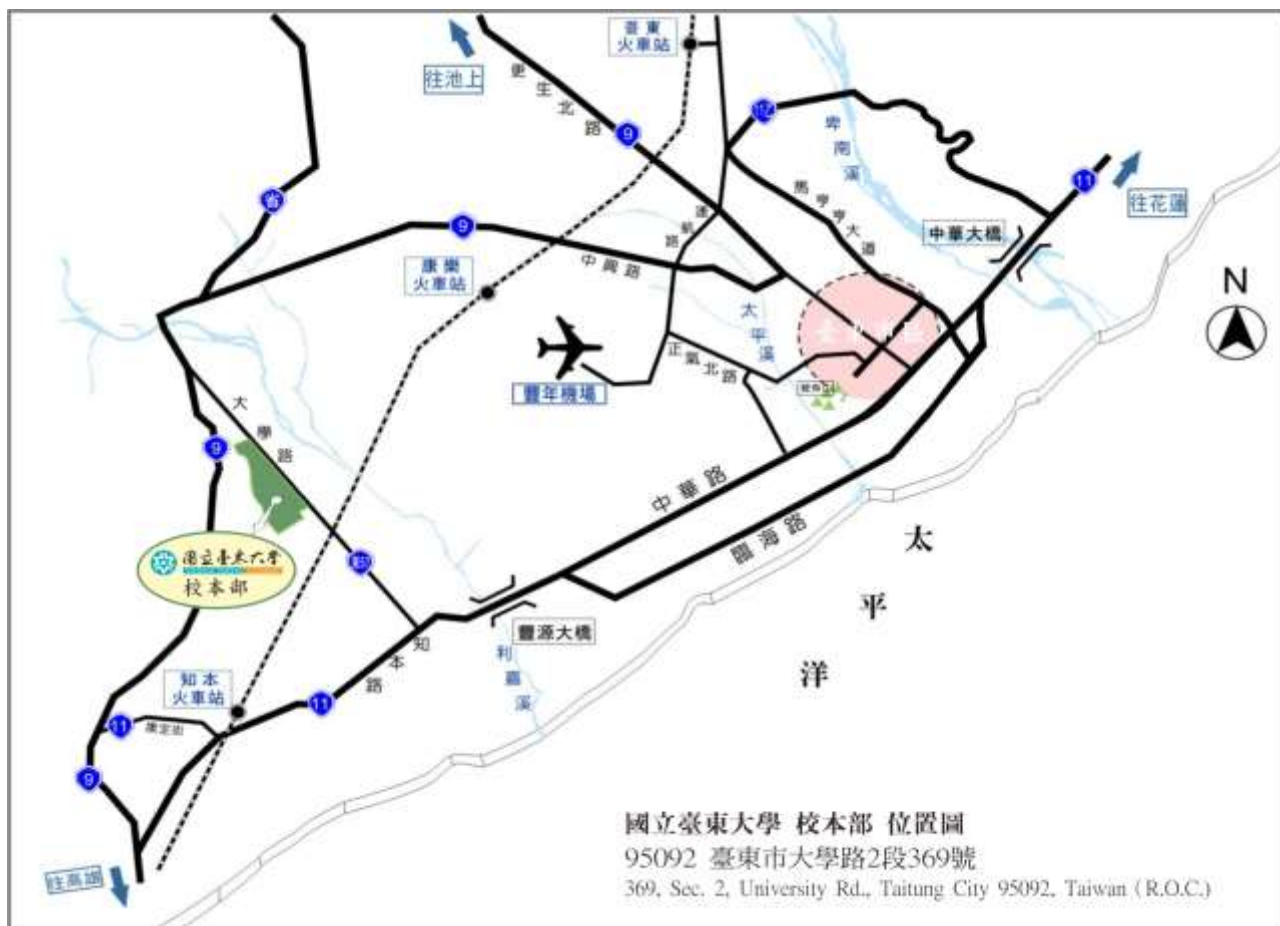 臺東
火車站
往池上
更生北路
9
11乙
卑南溪
11
往花蓮
省
馬亨亨大道
9
中興路
中華大橋
康樂
火車站
N
太平溪
正氣北路
豐年機場
大學路
9
中華路
臨海路
太平洋
國立臺東大學
校本部
豐源大橋
知本路
利嘉溪
知本
火車站
11
11
康定街
9
往高雄
國立臺東大學 校本部 位置圖
95092 臺東市大學路2段369號
369, Sec. 2, University Rd., Taitung City 95092, Taiwan (R.O.C.)